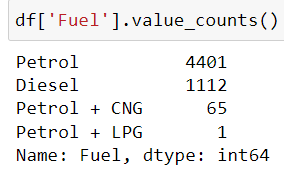 df['Fuel'].value_counts()
Petrol 4401
Diesel 1112
Petrol + CNG 65
Petrol + LPG 1
Name: Fuel, dtype: int64